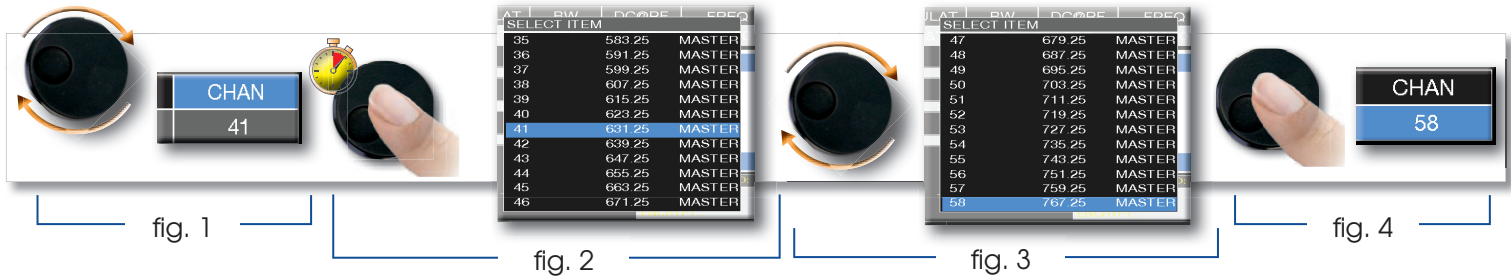 CHAN
41
SELECT ITEM
35 583.25 MASTER
36 591.25 MASTER
37 599.25 MASTER
38 607.25 MASTER
39 615.25 MASTER
40 623.25 MASTER
41 631.25 MASTER
42 639.25 MASTER
43 647.25 MASTER
44 655.25 MASTER
45 663.25 MASTER
46 671.25 MASTER
SELECT ITEM
47 679.25 MASTER
48 687.25 MASTER
49 695.25 MASTER
50 703.25 MASTER
51 711.25 MASTER
52 719.25 MASTER
53 727.25 MASTER
54 735.25 MASTER
55 743.25 MASTER
56 751.25 MASTER
57 759.25 MASTER
58 767.25 MASTER
CHAN
58
fig. 1
fig. 2
fig. 3
fig. 4